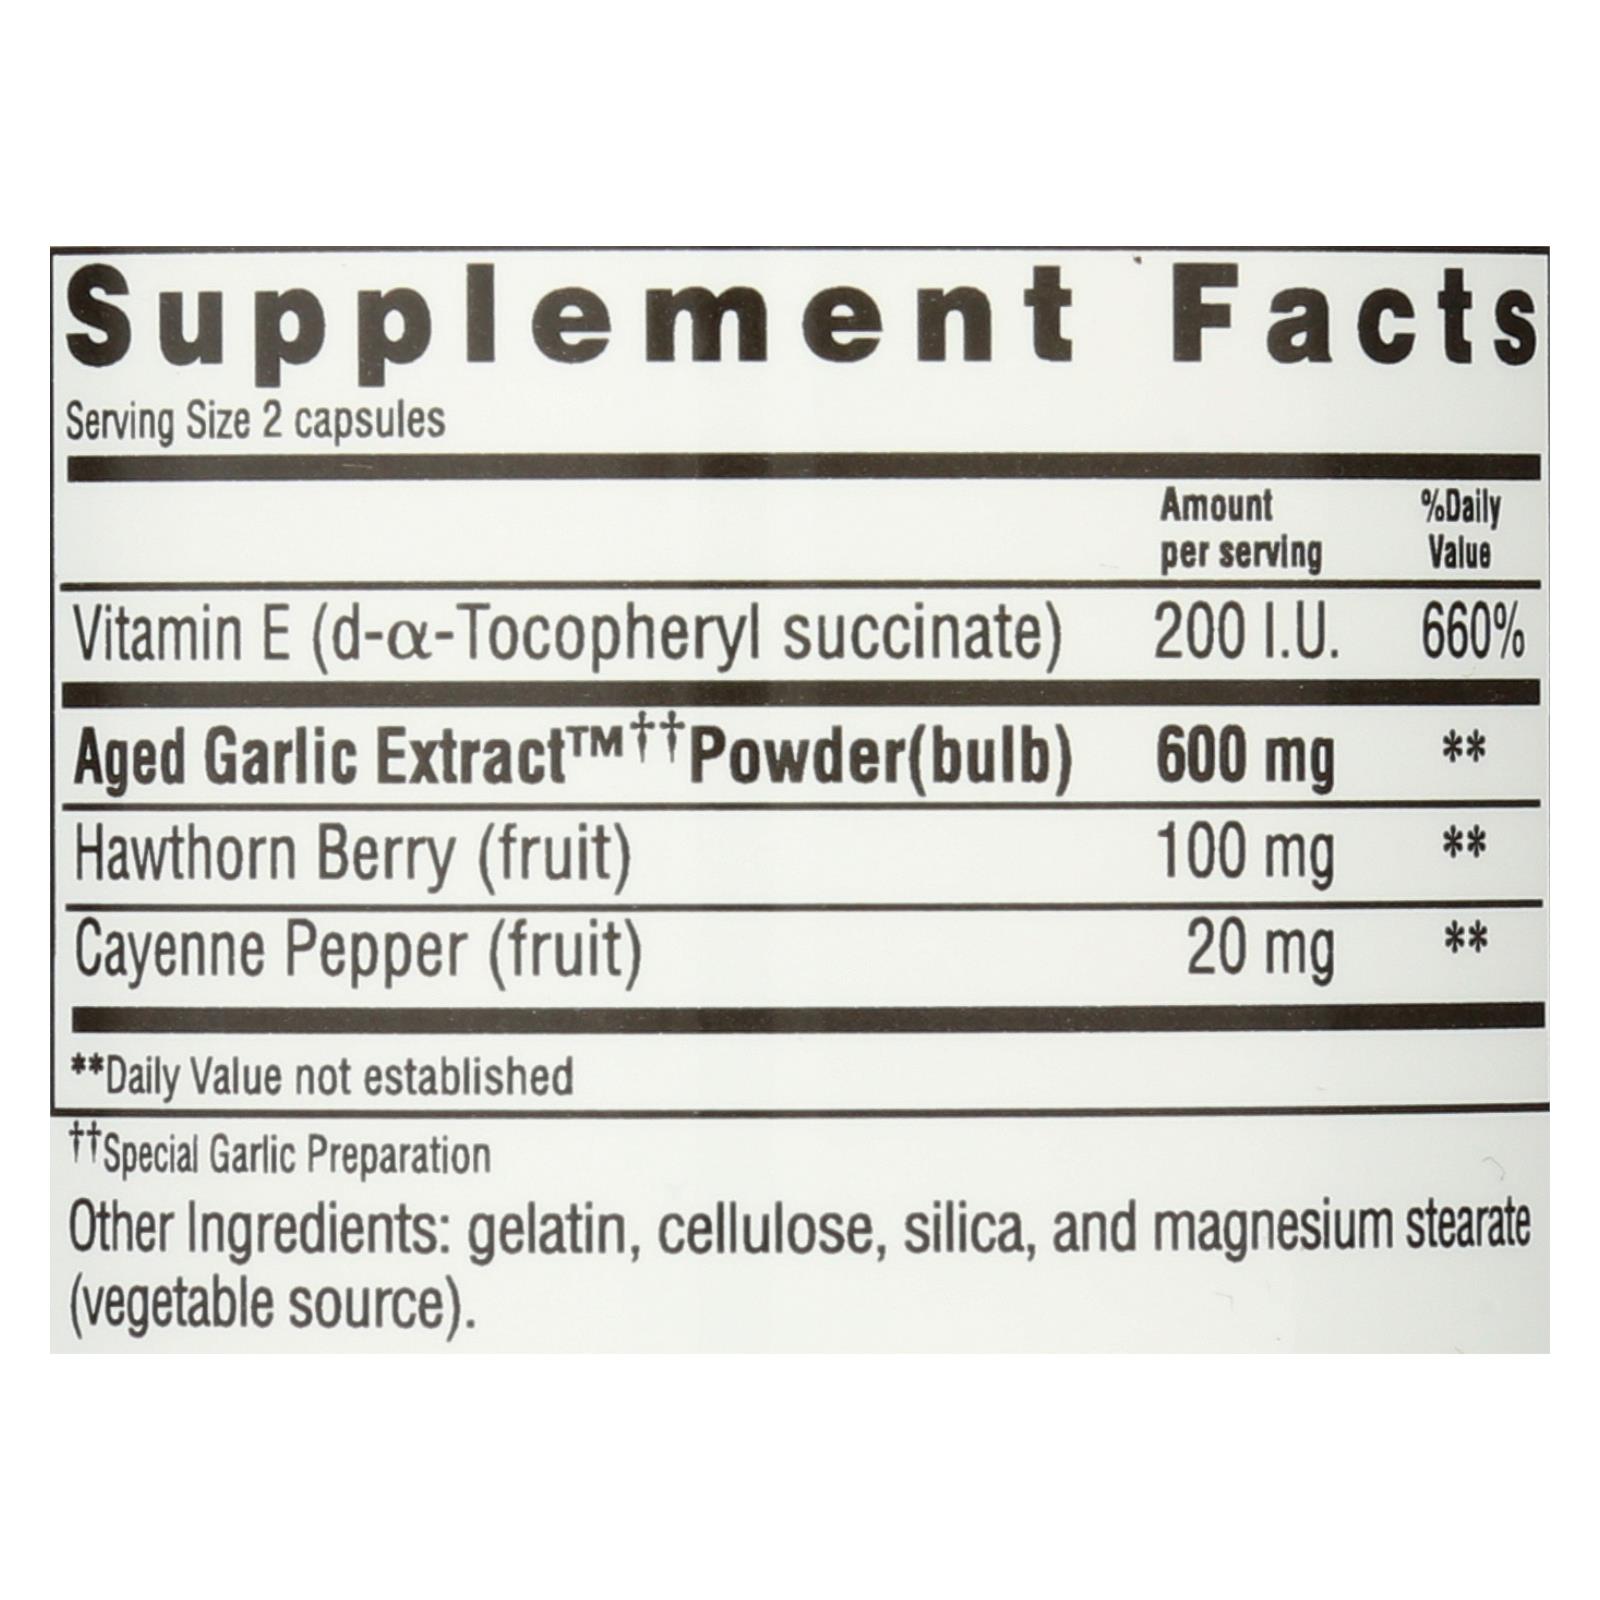 Supplement Facts
Serving Size 2 capsules
Amount per serving %Daily Value
Vitamin E (d-α-Tocopheryl succinate) 200 I.U. 660%
Aged Garlic Extract™††Powder(bulb) 600 mg **
Hawthorn Berry (fruit) 100 mg **
Cayenne Pepper (fruit) 20 mg **
**Daily Value not established
††Special Garlic Preparation
Other Ingredients: gelatin, cellulose, silica, and magnesium stearate
(vegetable source).